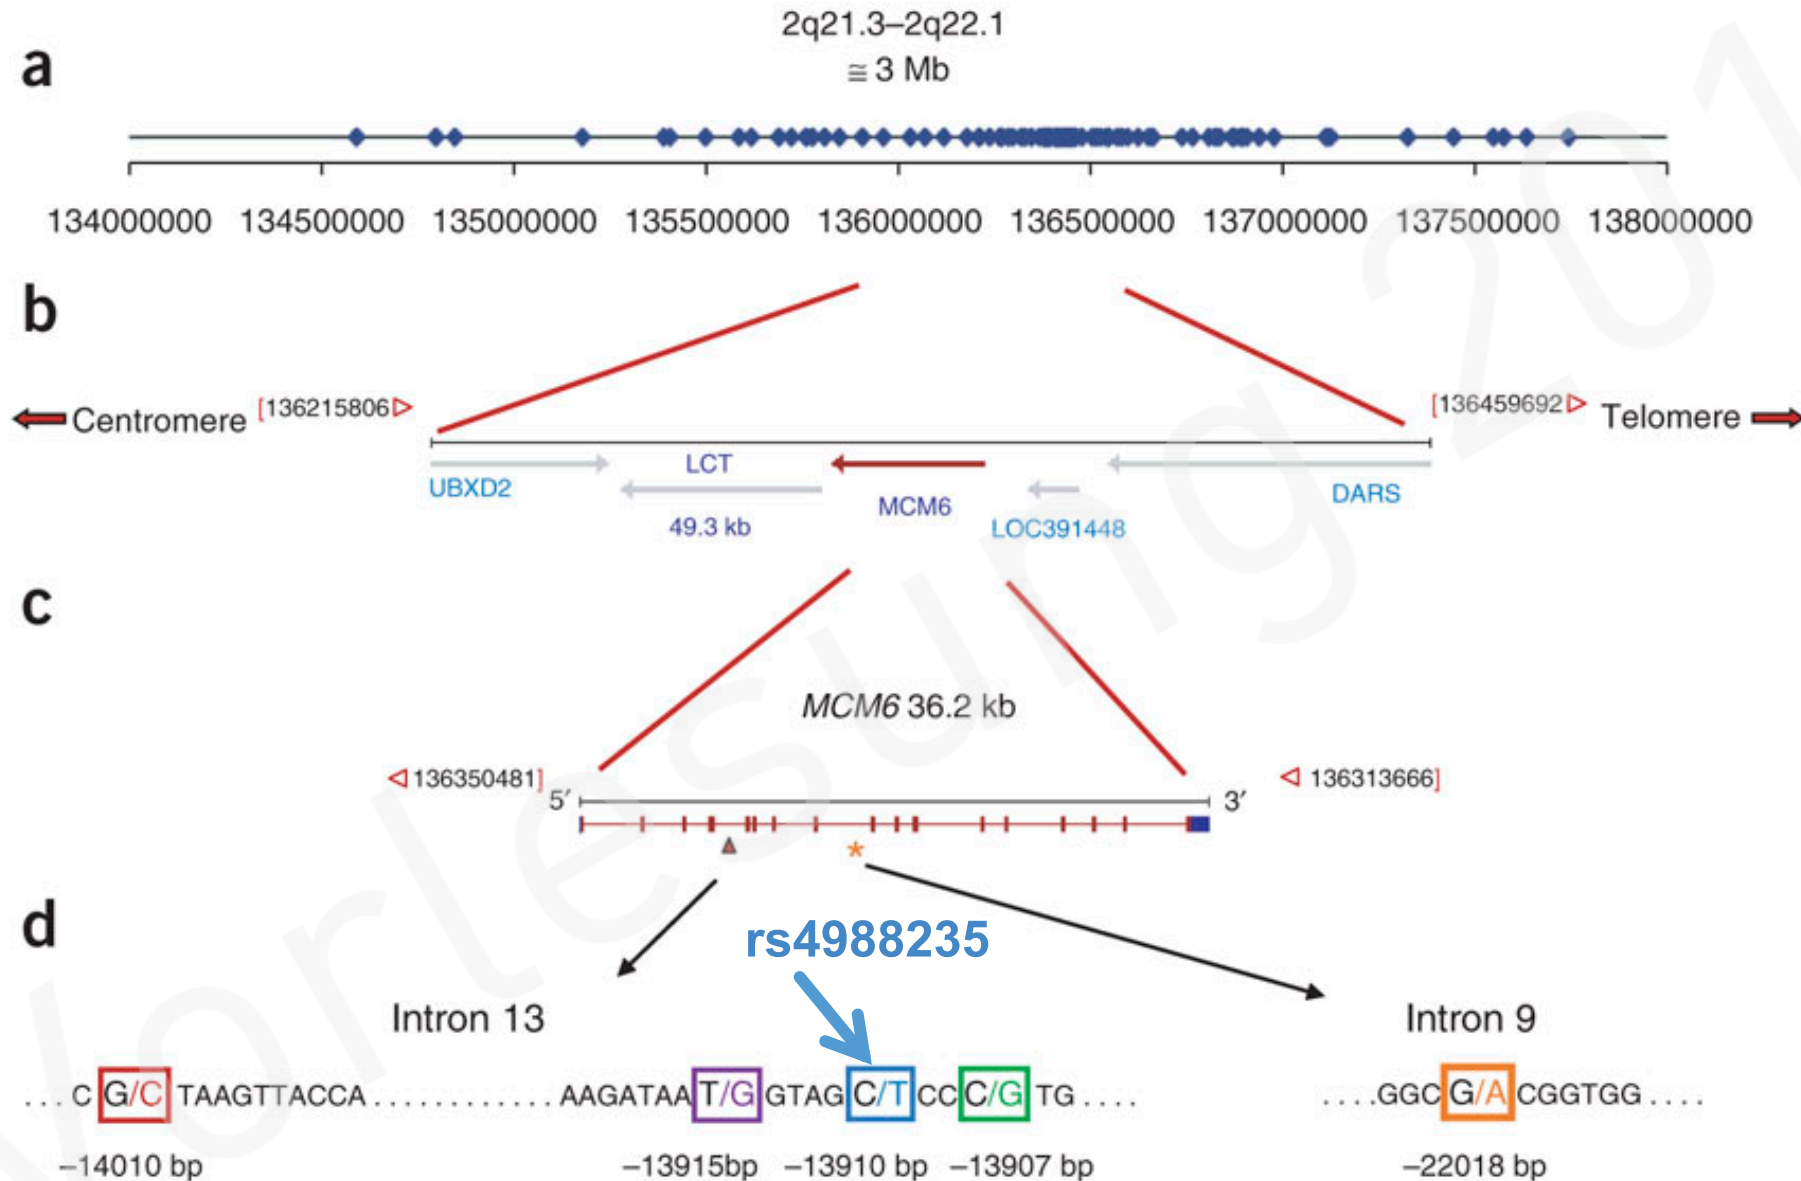 2q21.3–2q22.1
a
≅ 3 Mb
134000000 134500000 135000000 135500000 136000000 136500000 137000000 137500000 138000000
b
Centromere [136215806 [136459692 Telomere
LCT
UBXD2 MCM6 DARS
49.3 kb LOC391448
c
MCM6 36.2 kb
136350481] 5′ 3′ 136313666]
*
d
rs4988235
Intron 13 Intron 9
... C G/C TAAGTTACCA ............ AAGATAA T/G GTAG C/T CC C/G TG .... ....GGC G/A CGGTGG ....
–14010 bp –13915bp –13910 bp –13907 bp –22018 bp
Vorlesung 201